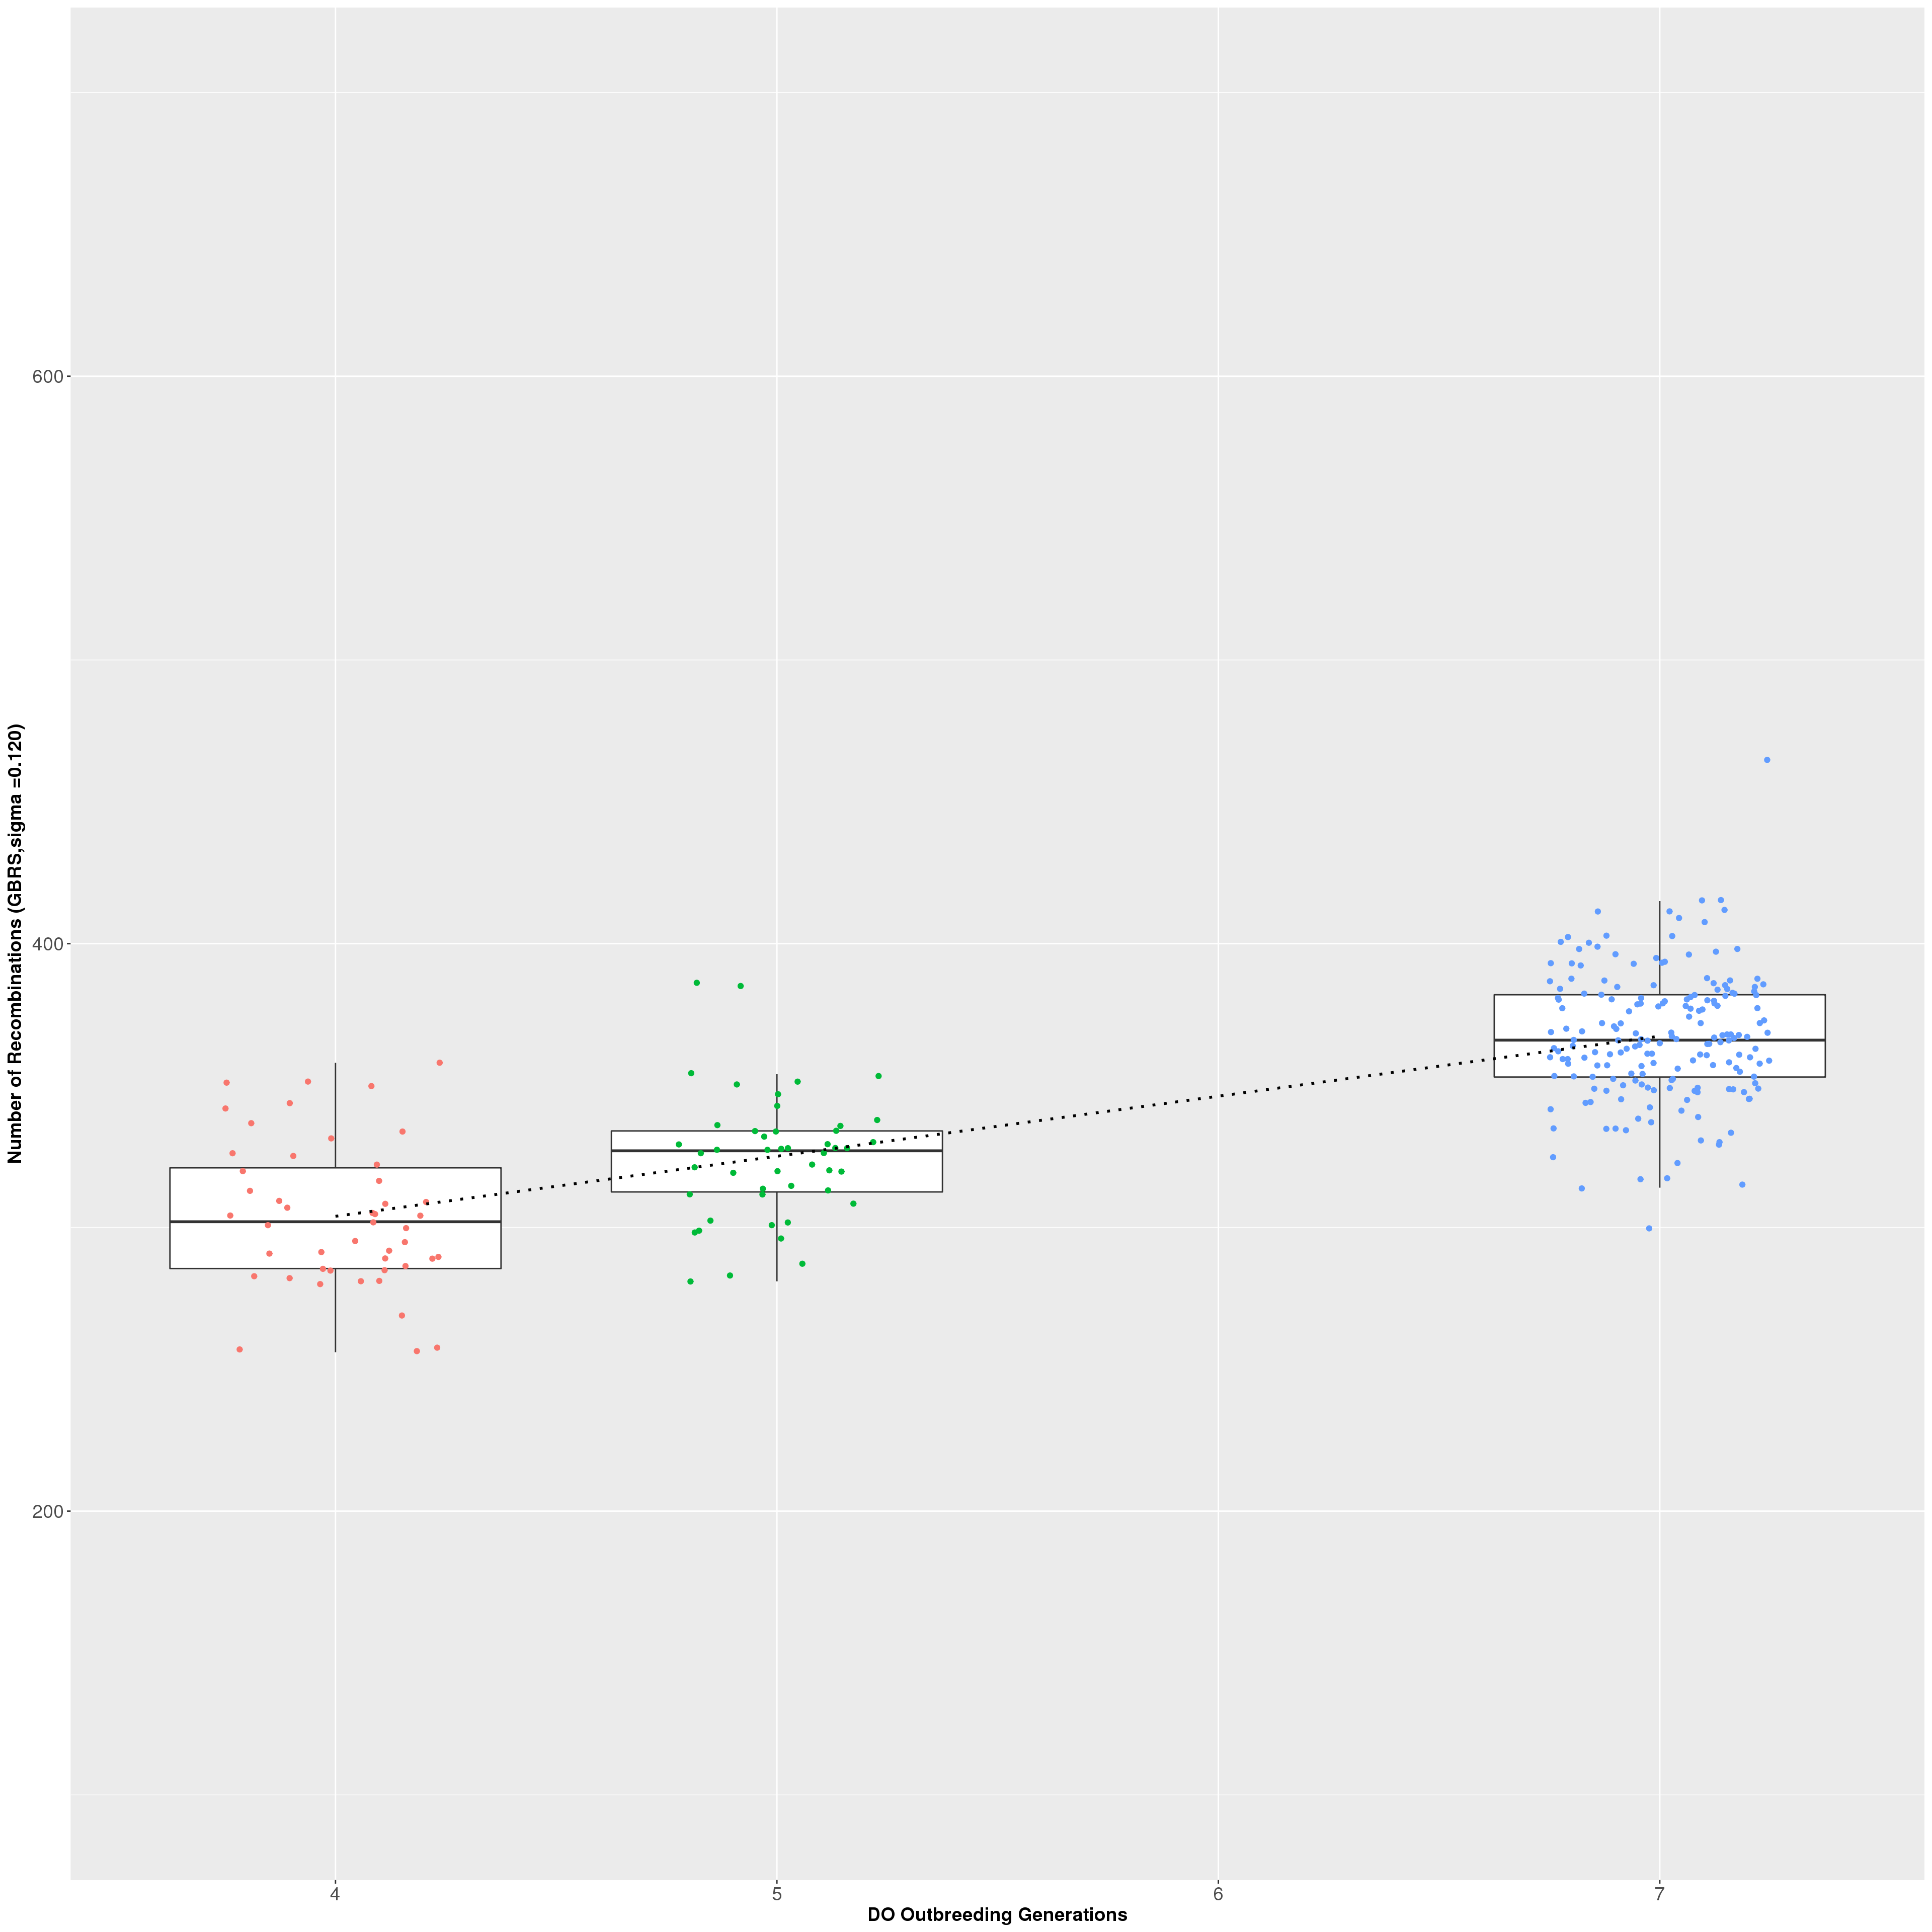 Number of Recombinations (GBRS,sigma =0.120)
600
400
200
4 5 6 7
DO Outbreeding Generations